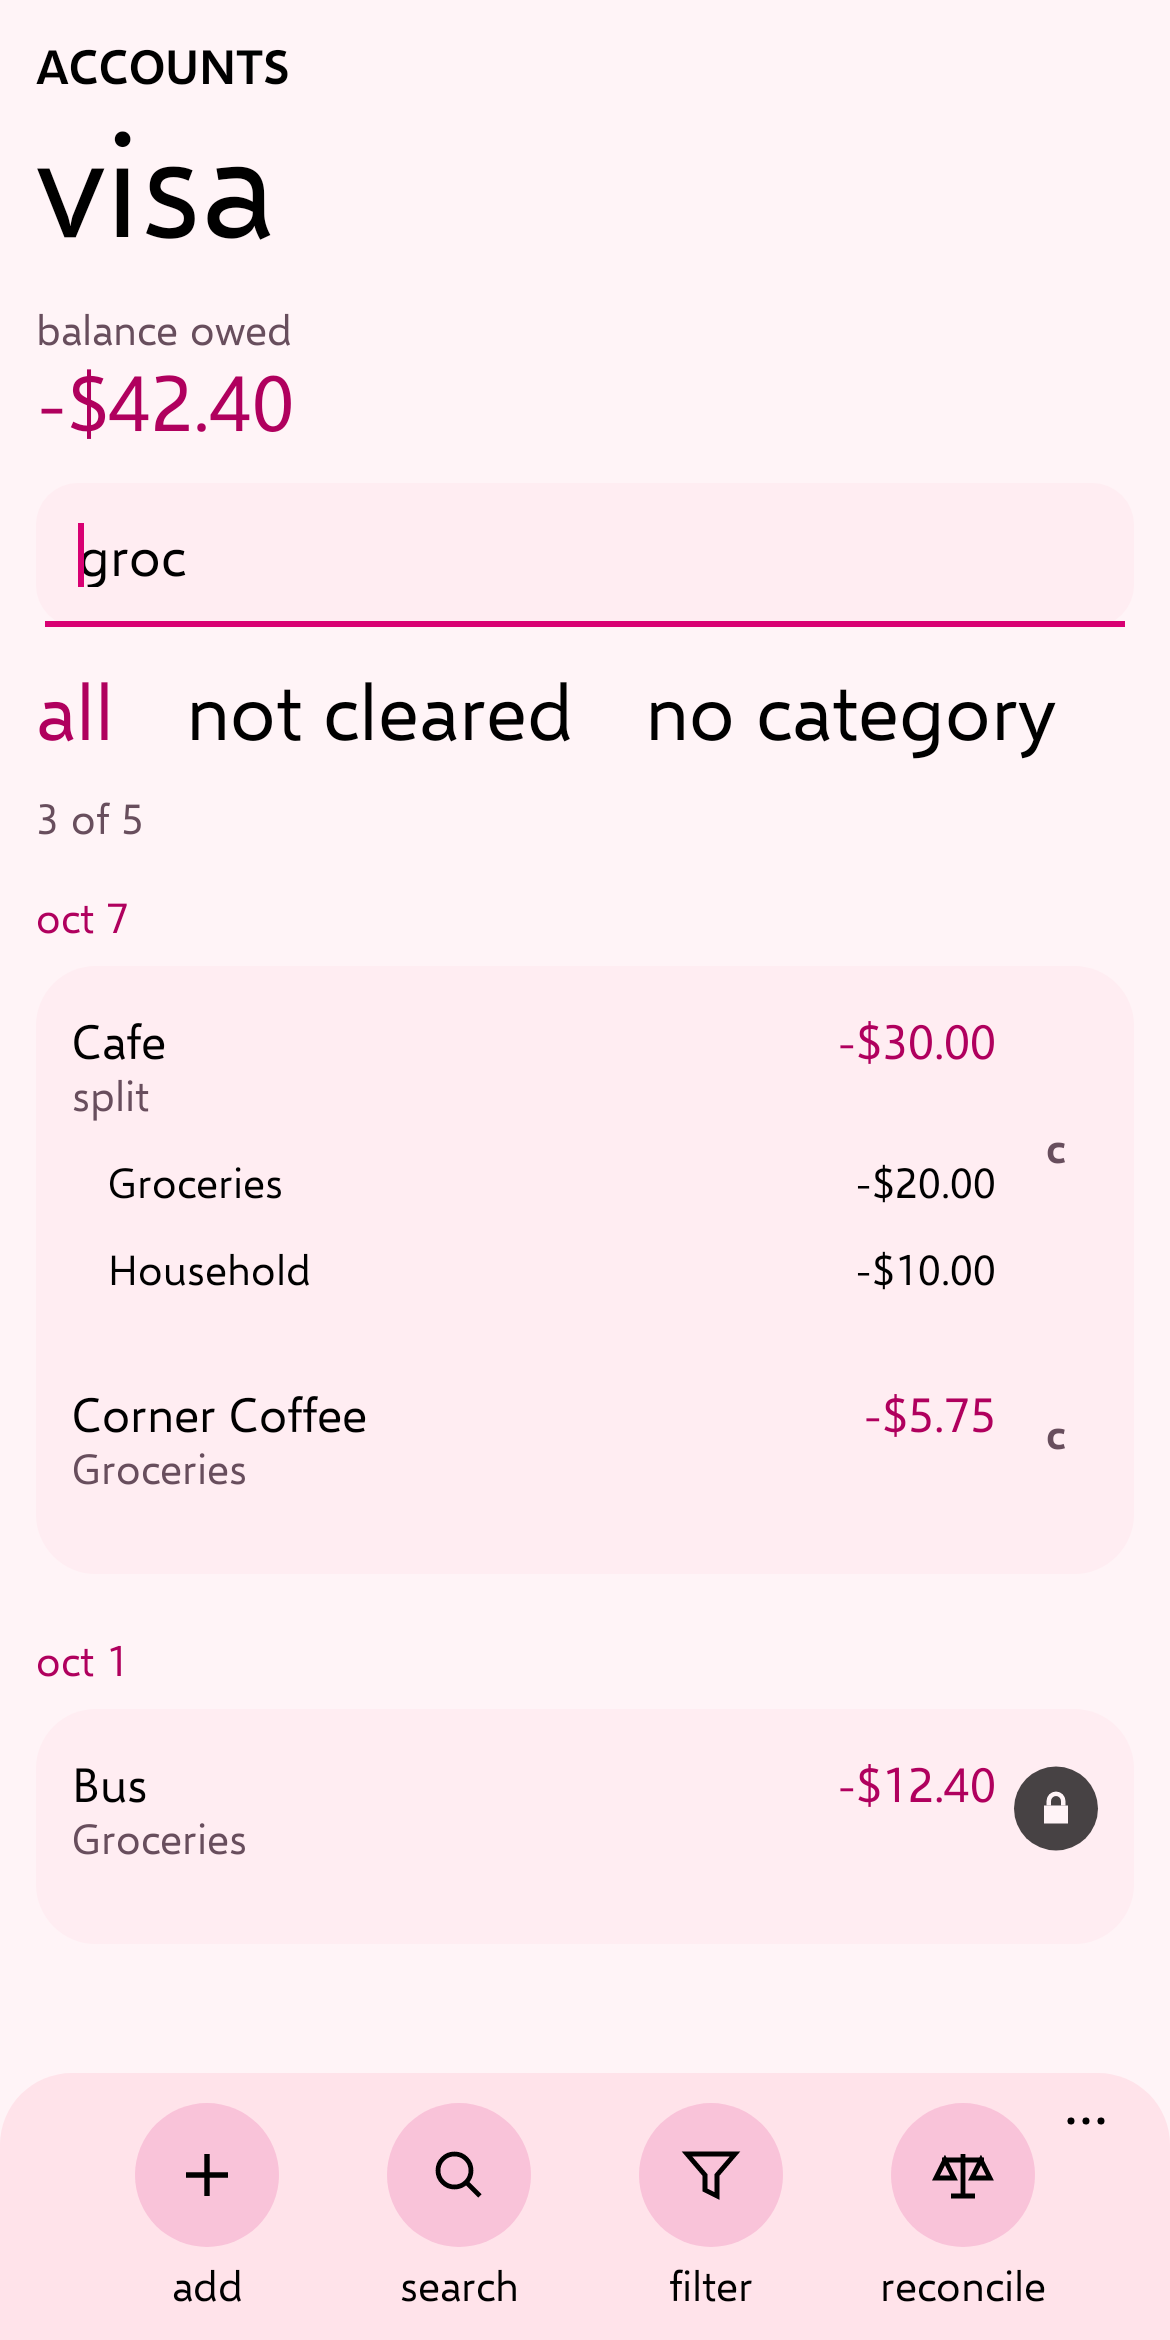 ACCOUNTS
visa
balance owed
-$42.40
groc
all not cleared no category
3 of 5
oct 7
Cafe -$30.00
split
c
Groceries -$20.00
Household -$10.00
Corner Coffee -$5.75
c
Groceries
oct 1
Bus -$12.40
Groceries
...
add search filter reconcile